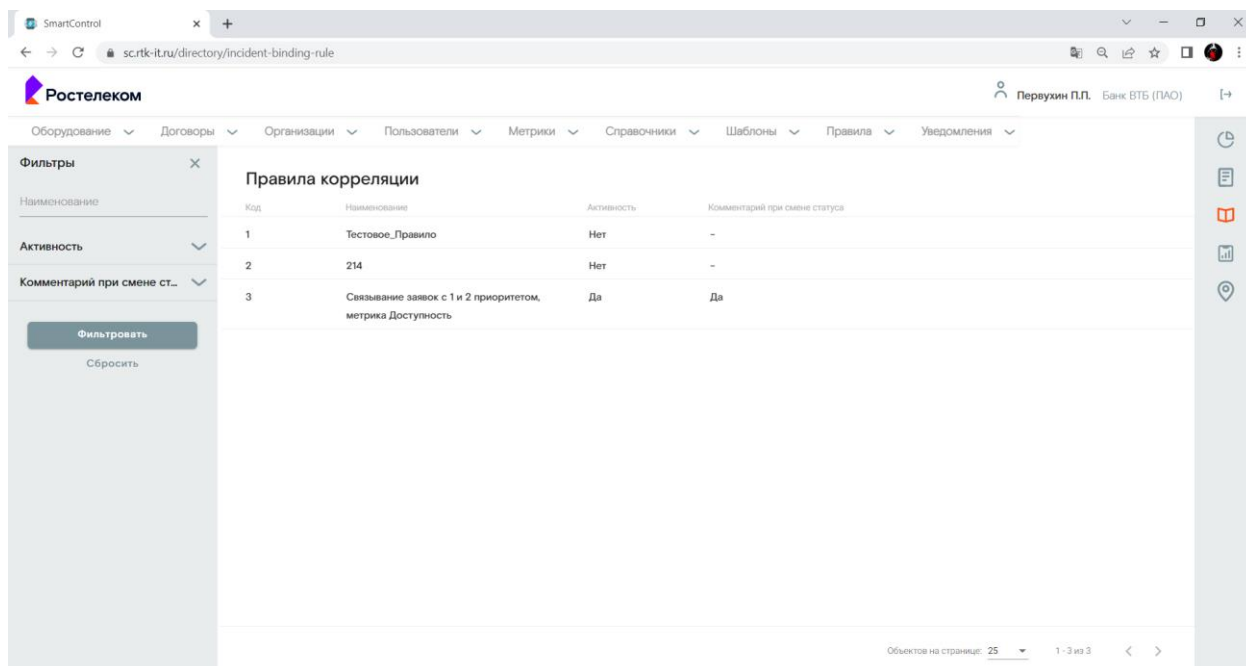 SmartControl
sc.rtk-it.ru/directory/incident-binding-rule
Ростелеком
Первухин П.П. Банк ВТБ (ПАО)
Оборудование Договоры Организации Пользователи Метрики Справочники Шаблоны Правила Уведомления
Фильтры
Наименование
Активность
Комментарий при смене ст...
Фильтровать
Сбросить
Правила корреляции
Код Наименование Активность Комментарий при смене статуса
1 Тестовое_Правило Нет -
2 214 Нет -
3 Связывание заявок с 1 и 2 приоритетом, Да Да
метрика Доступность
Объектов на странице: 25 1 - 3 из 3